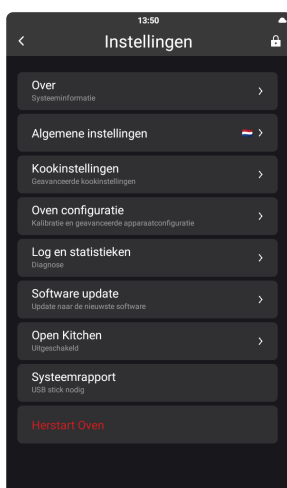 13:50
Instellingen
Over
Systeeminformatie
Algemene instellingen
Kookinstellingen
Geavanceerde kookinstellingen
Oven configuratie
Kalibratie en geavanceerde apparaatconfiguratie
Log en statistieken
Diagnose
Software update
Update naar de nieuwste software
Open Kitchen
Uitgeschakeld
Systeemrapport
USB stick nodig
Herstart Oven